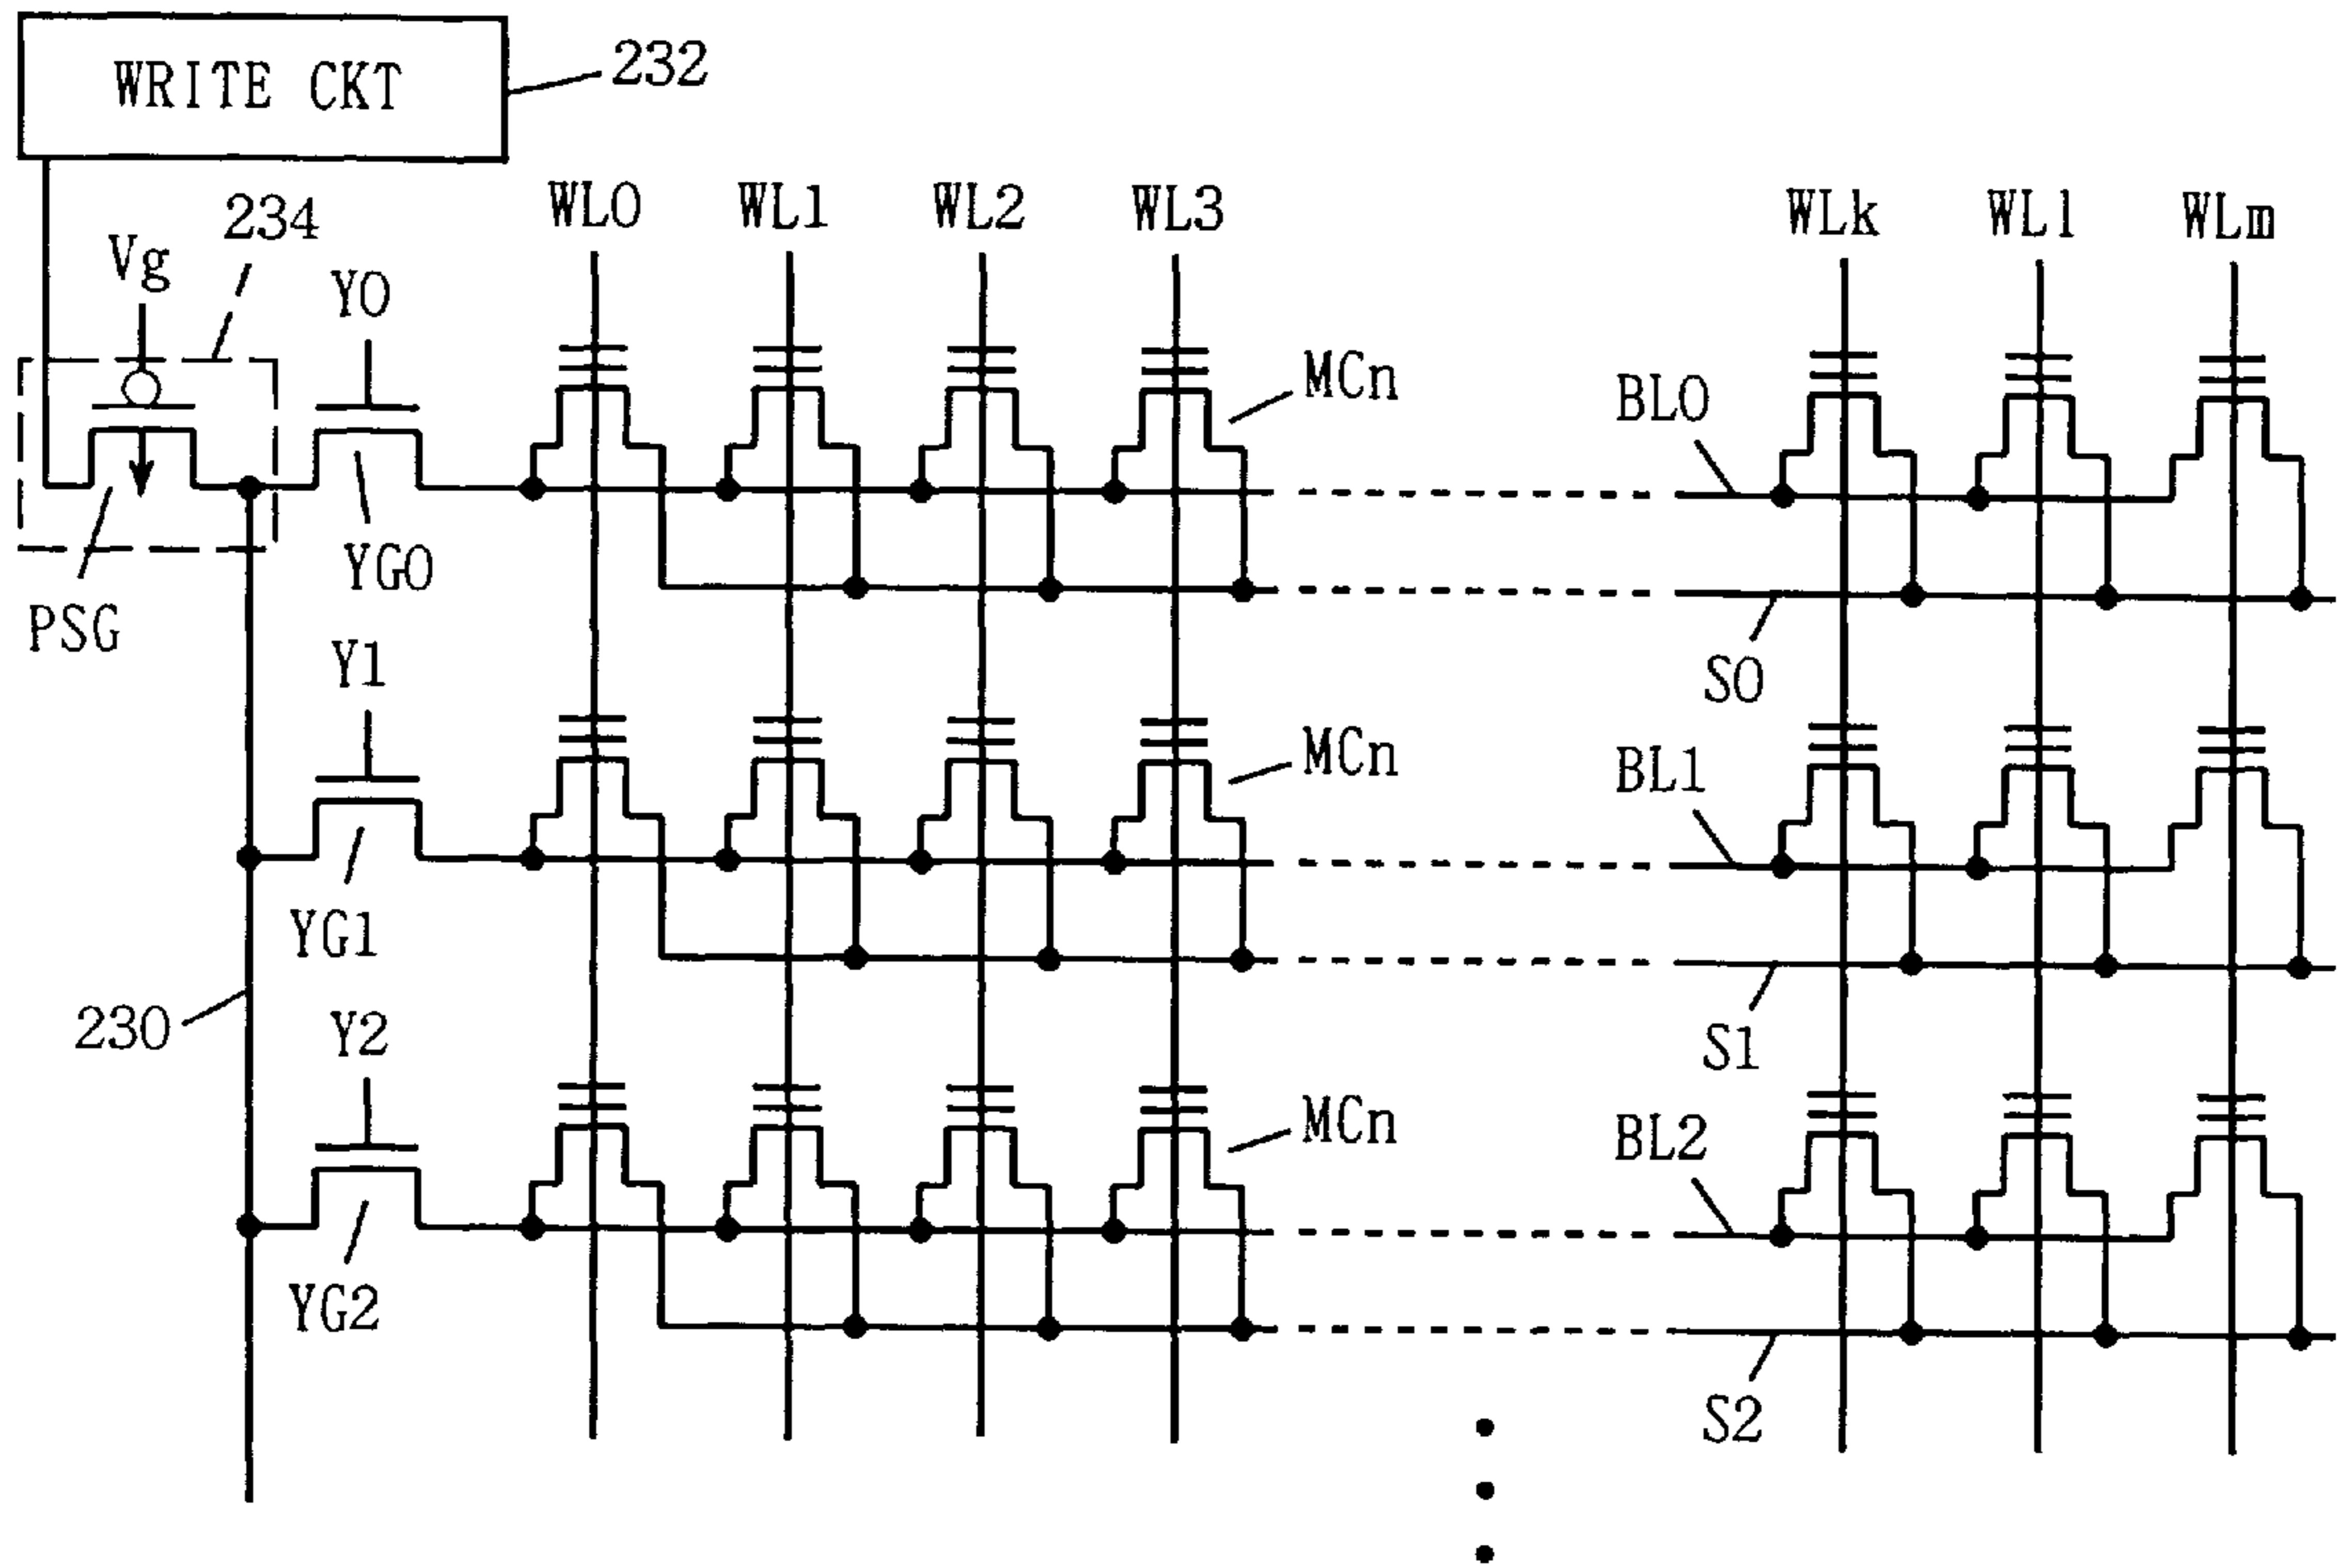 WRITE CKT
232
234
WL0 WL1 WL2 WL3 WLk WL1 WLm
Vg
Y0
MCn
BL0
YG0
PSG
Y1
S0
MCn
BL1
YG1
230
Y2
S1
MCn
BL2
YG2
S2